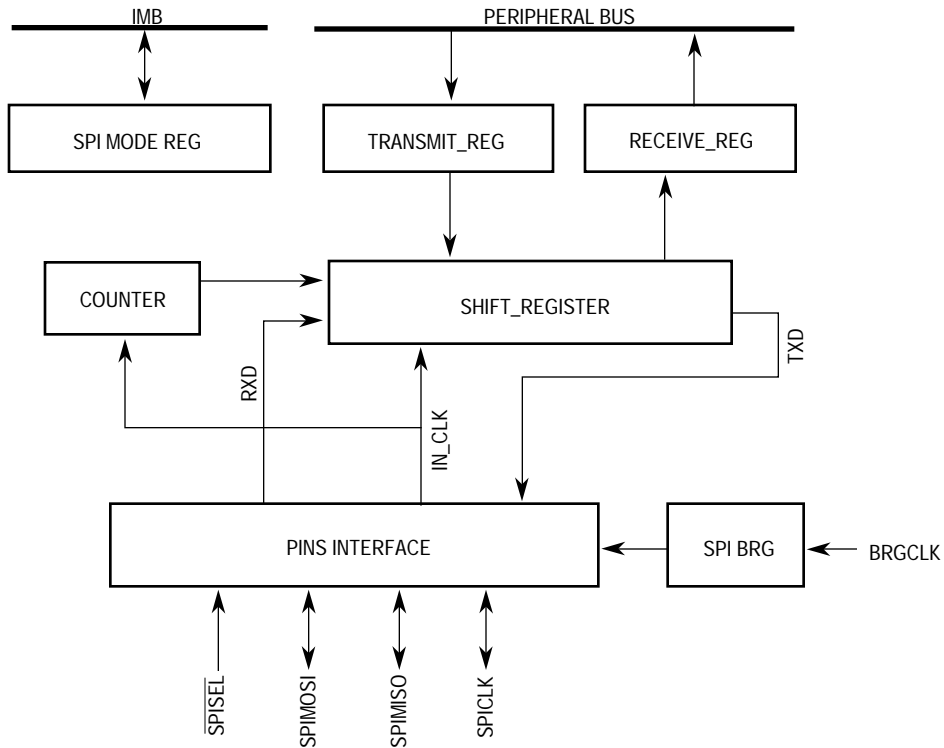 IMB
PERIPHERAL BUS
SPI MODE REG
TRANSMIT_REG
RECEIVE_REG
COUNTER
SHIFT_REGISTER
RXD
IN_CLK
TXD
PINS INTERFACE
SPI BRG
BRGCLK
SPISEL
SPIMOSI
SPIMISO
SPICLK